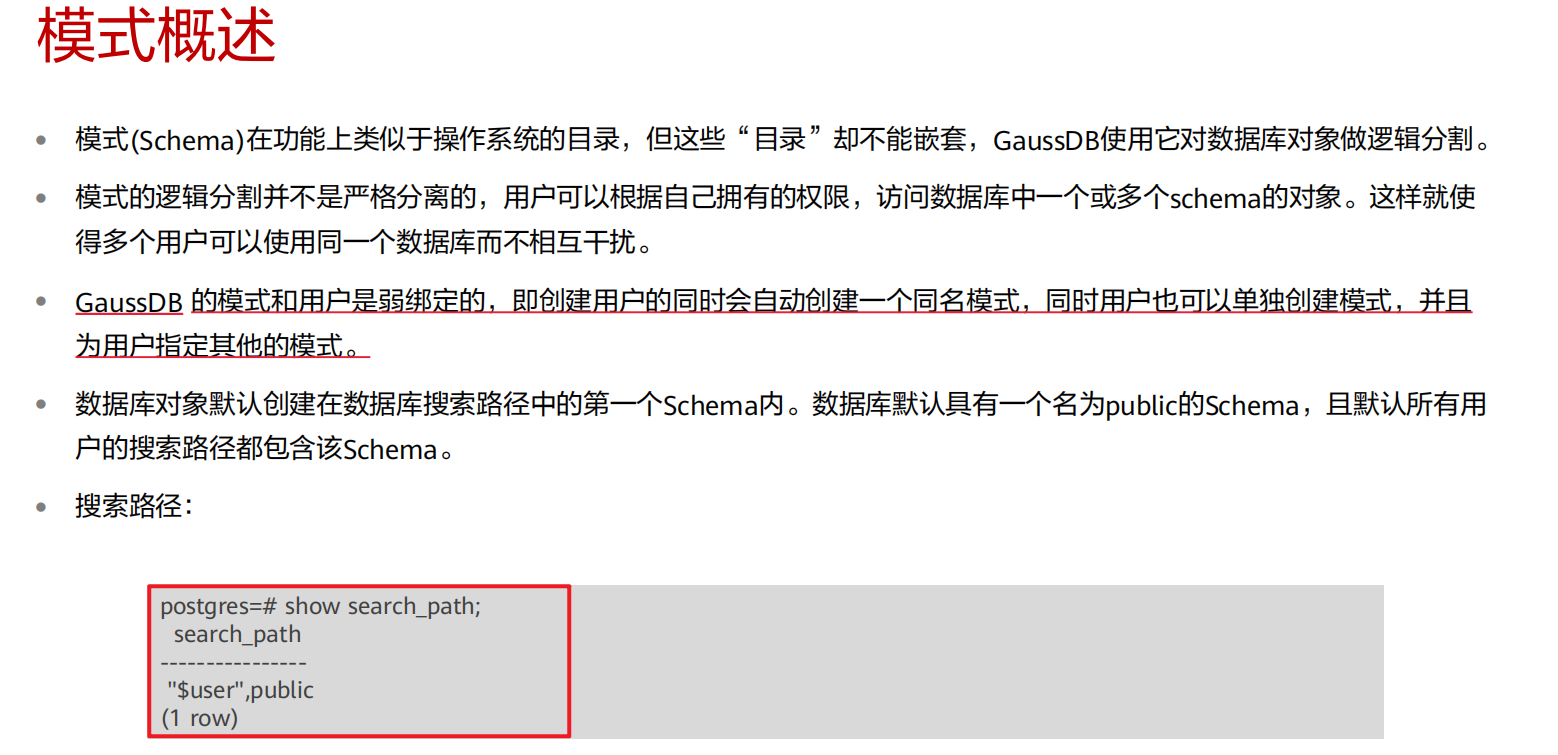 模式概述
模式(Schema)在功能上类似于操作系统的目录，但这些“目录”却不能嵌套，GaussDB使用它对数据库对象做逻辑分割。
模式的逻辑分割并不是严格分离的，用户可以根据自己拥有的权限，访问数据库中一个或多个schema的对象。这样就使
得多个用户可以使用同一个数据库而不相互干扰。
GaussDB 的模式和用户是弱绑定的，即创建用户的同时会自动创建一个同名模式，同时用户也可以单独创建模式，并且
为用户指定其他的模式。
数据库对象默认创建在数据库搜索路径中的第一个Schema内。数据库默认具有一个名为public的Schema，且默认所有用
户的搜索路径都包含该Schema。
搜索路径：
postgres=# show search_path;
search_path
----------------
"$user",public
(1 row)